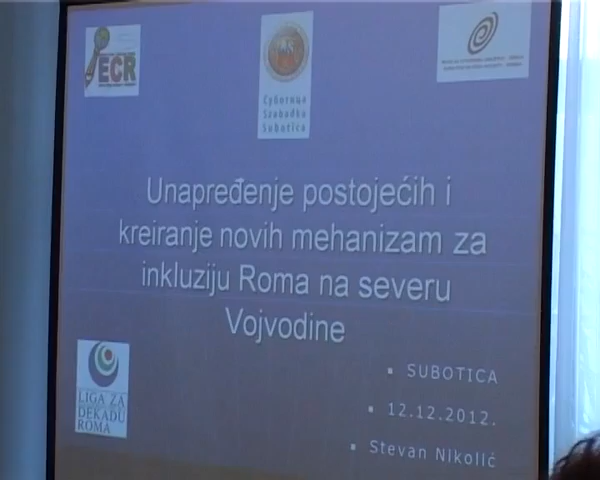 ECR
Суботица
Szabadka
Subotica
Unapređenje postojećih i
kreiranje novih mehanizam za
inkluziju Roma na severu
Vojvodine
LIGA ZA
DEKADU
ROMA
SUBOTICA
12.12.2012.
Stevan Nikolić